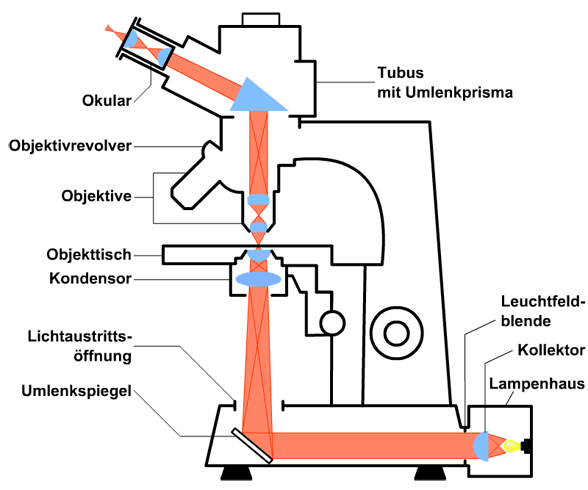 Tubus
mit Umlenkprisma
Okular
Objektivrevolver
Objektive
Objekttisch
Kondensor
Leuchtfeld-
blende
Kollektor
Lampenhaus
Lichtaustritts-
öffnung
Umlenkspiegel